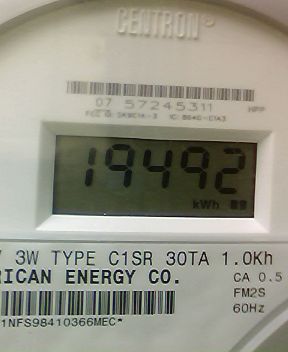 CENTRON®
07 57245311
HPP
19492
kWh
3W TYPE C1SR 30TA 1.0Kh
RICAN ENERGY CO.
CA 0.5
FM2S
60Hz
1NFS98410366MEC*